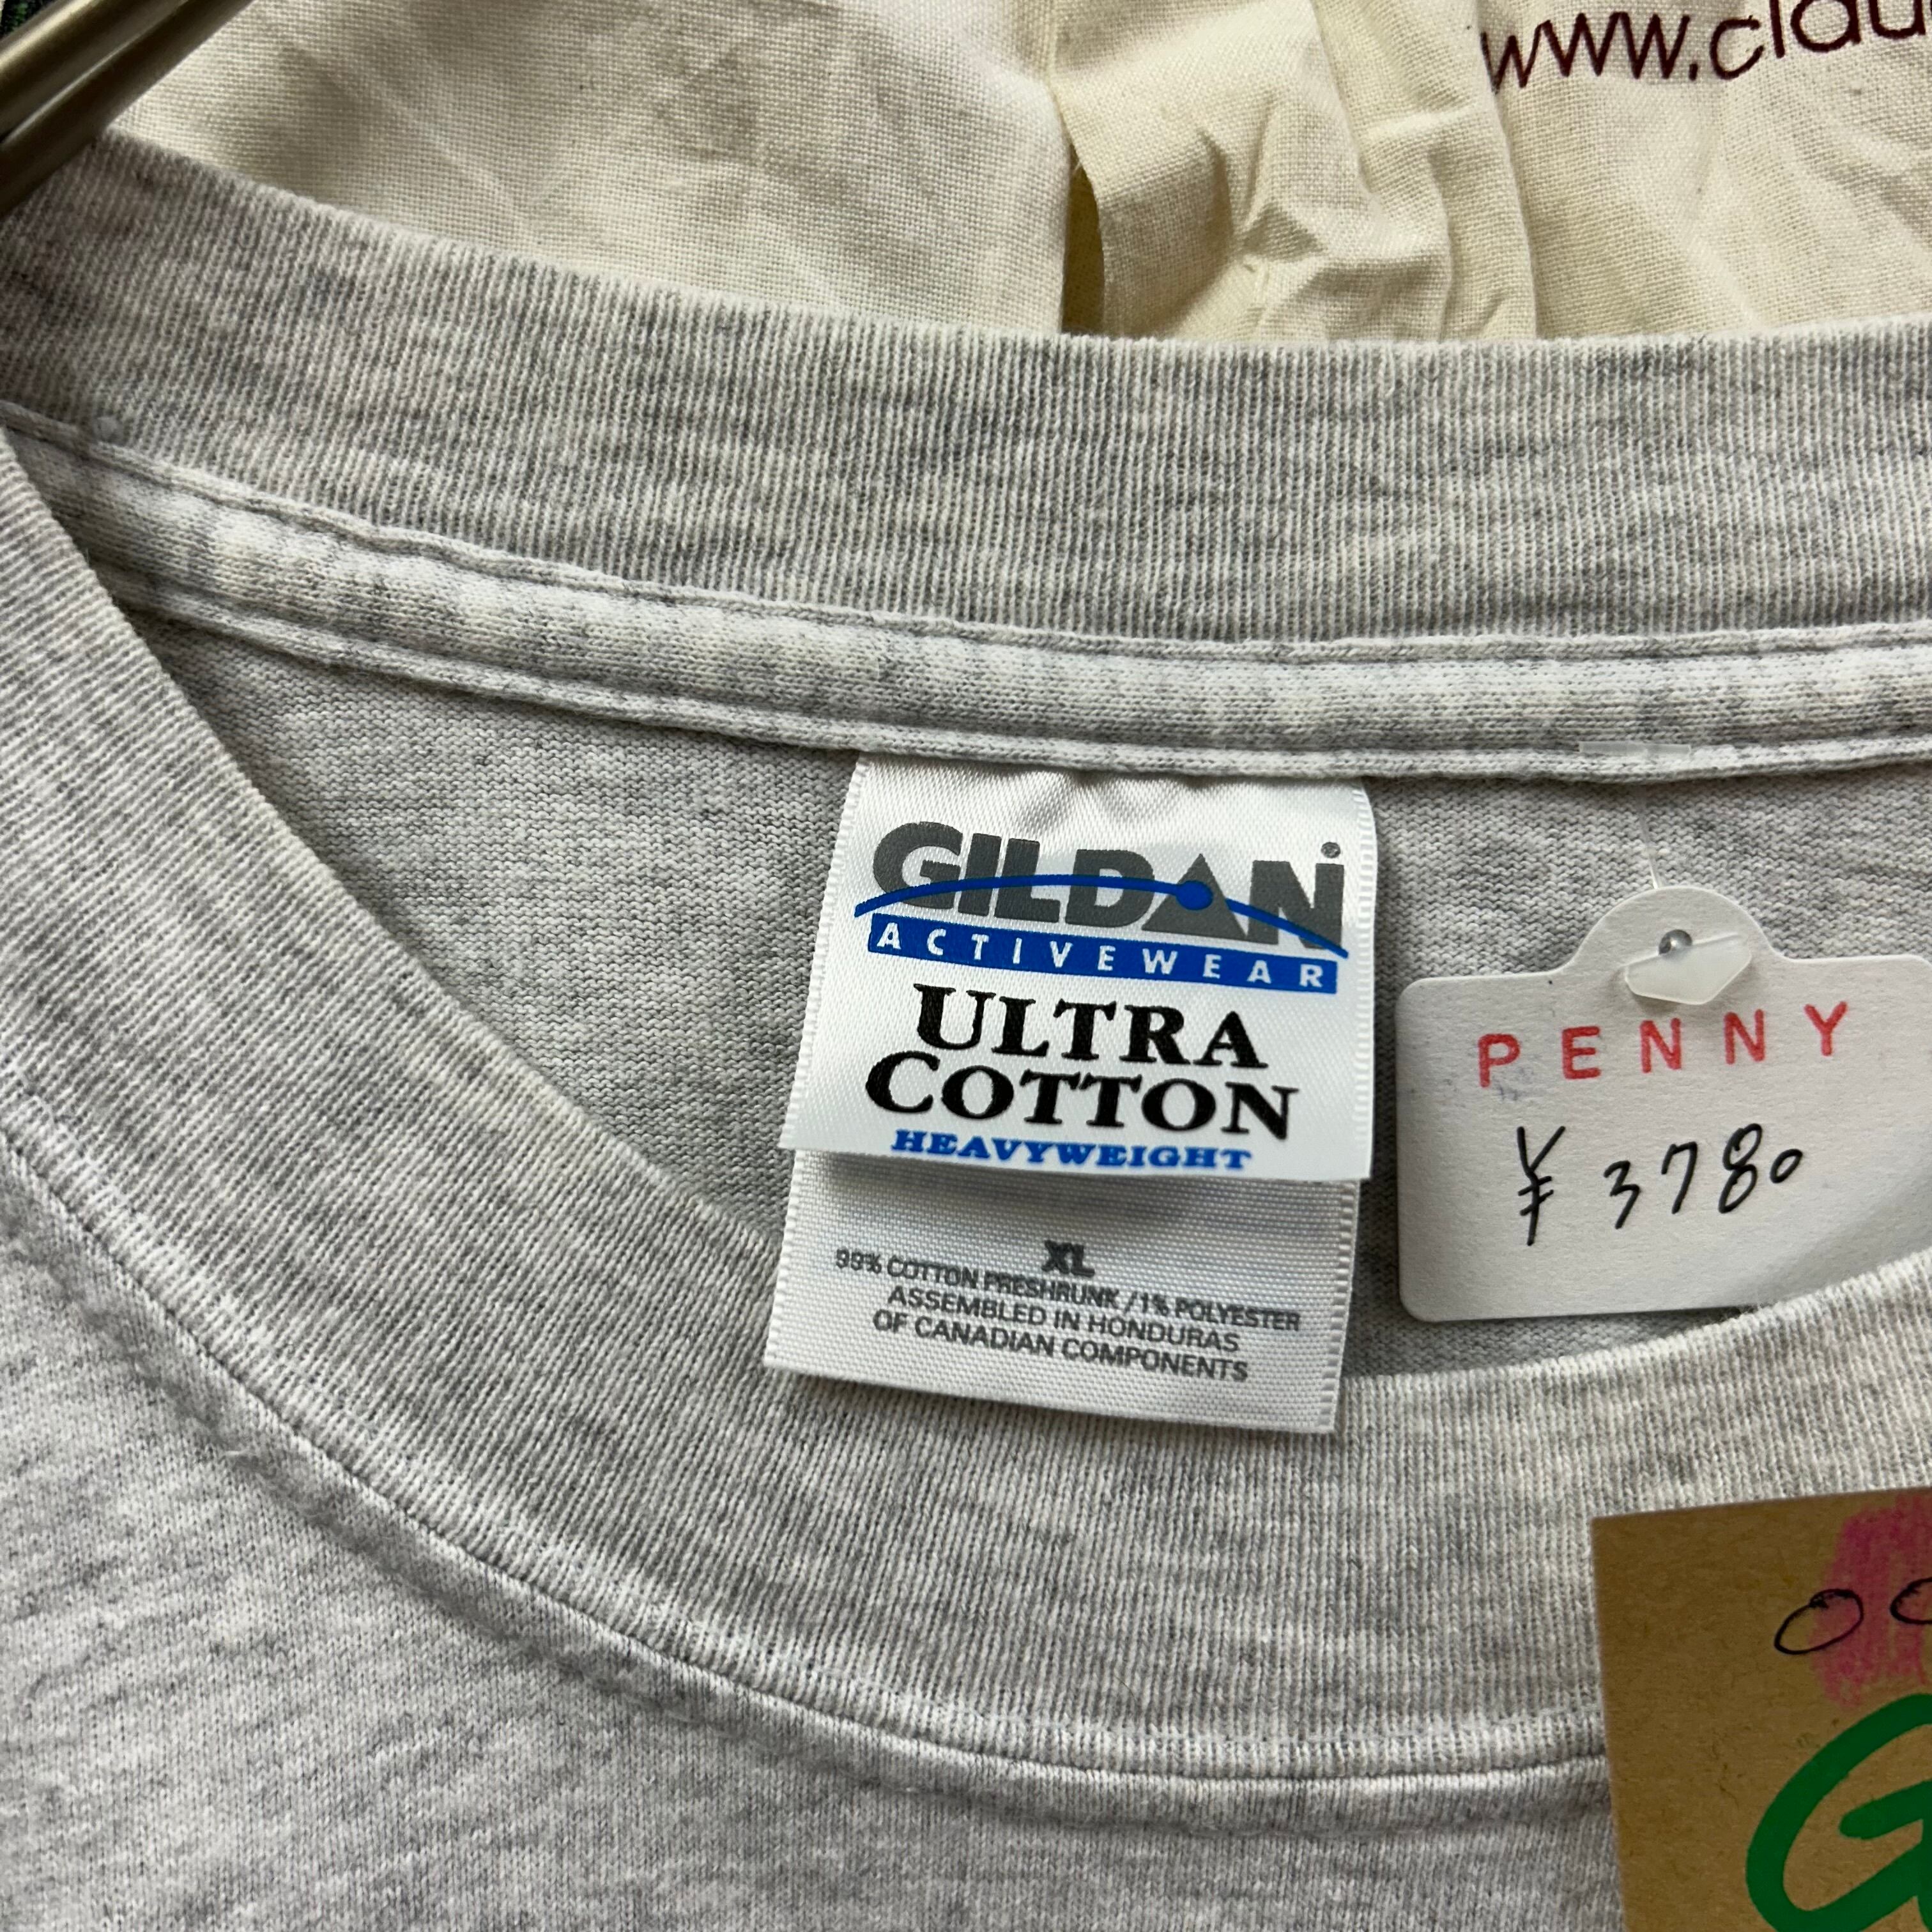 www.clau
GILDAN
ACTIVEWEAR
ULTRA
COTTON
HEAVYWEIGHT
XL
99% COTTON PRESHRUNK / 1% POLYESTER
ASSEMBLED IN HONDURAS
OF CANADIAN COMPONENTS
PENNY
¥3780